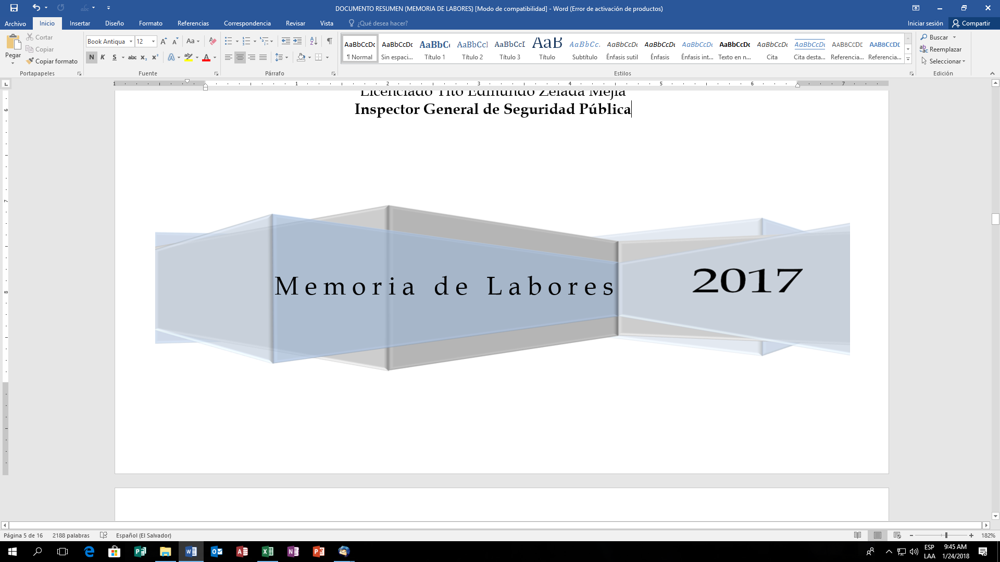 DOCUMENTO RESUMEN (MEMORIA DE LABORES) [Modo de compatibilidad] - Word (Error de activación de productos)
Archivo Inicio Insertar Diseño Formato Referencias Correspondencia Revisar Vista ¿Qué desea hacer? Iniciar sesión Compartir
Pegar
Cortar
Copiar
Copiar formato
Portapapeles
Book Antiqua 12
N K S abc x₂ x²
Fuente
Párrafo
AaBbCcDc AaBbCcDc AaBbC AaBbCcI AaBbCcD AaB AaBbCc. AaBbCcDc AaBbCcDc AaBbCcDc AaBbCcDc AaBbCcDc AaBbCcDc AABBCCDD AABBCCDD
¶ Normal Sin espaci... Título 1 Título 2 Título 3 Título Subtítulo Énfasis sutil Énfasis Énfasis int... Texto en n... Cita Cita desta... Referencia... Referencia...
Estilos
Buscar
Reemplazar
Seleccionar
Edición
1 1 2 3 4 5 6 7
6
7
8
Licenciado Tito Edmundo Zelada Mejía
Inspector General de Seguridad Pública
Memoria de Labores
2017
Página 5 de 16 2188 palabras Español (El Salvador) 182%
ESP 9:45 AM
LAA 1/24/2018